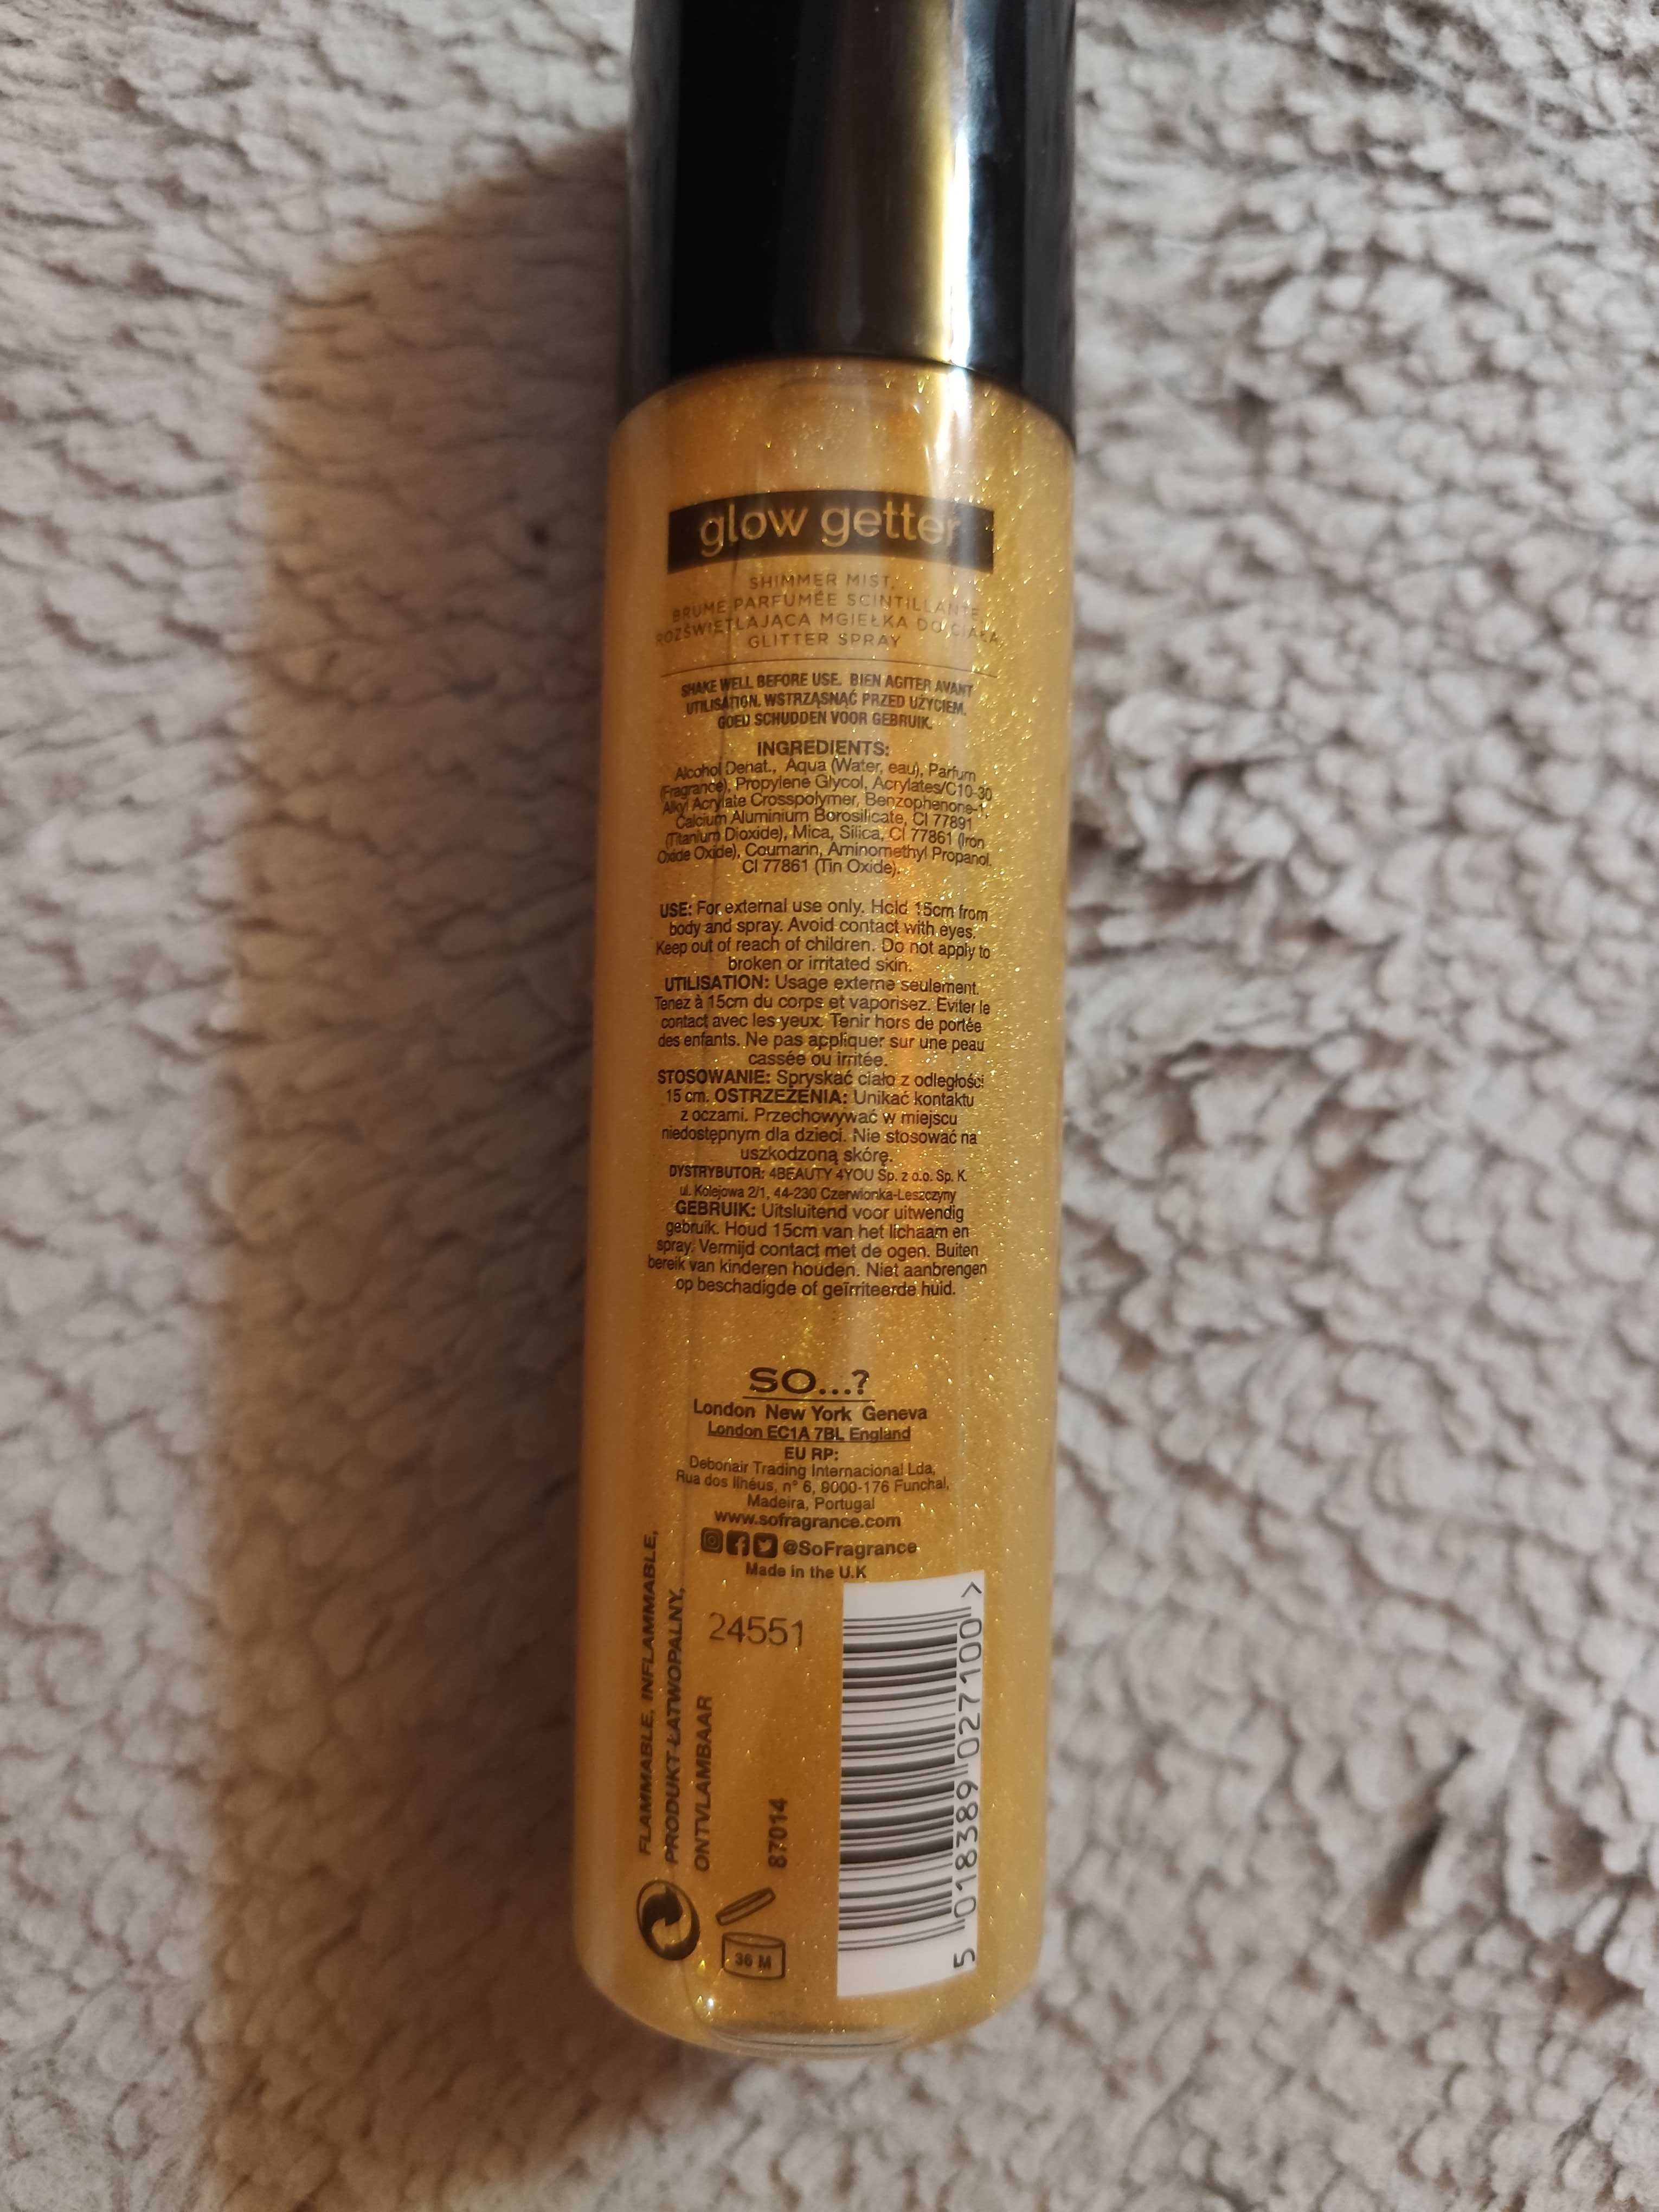 glow getter
SHIMMER MIST,
BRUME PARFUMÉE SCINTILLANTE,
ROZŚWIETLAJĄCA MGIEŁKA DO CIAŁA
GLITTER SPRAY
SHAKE WELL BEFORE USE. BIEN AGITER AVANT
UTILISATION. WSTRZĄSNĄĆ PRZED UŻYCIEM.
GOED SCHUDDEN VOOR GEBRUIK.
INGREDIENTS:
Alcohol Denat., Aqua (Water, eau), Parfum
(Fragrance), Propylene Glycol, Acrylates/C10-30
Alkyl Acrylate Crosspolymer, Benzophenone-1,
Calcium Aluminium Borosilicate, CI 77891
(Titanium Dioxide), Mica, Silica, CI 77861 (Iron
Oxide Oxide), Coumarin, Aminomethyl Propanol,
CI 77861 (Tin Oxide).
USE: For external use only. Hold 15cm from
body and spray. Avoid contact with eyes.
Keep out of reach of children. Do not apply to
broken or irritated skin.
UTILISATION: Usage externe seulement.
Tenez à 15cm du corps et vaporisez. Eviter le
contact avec les yeux. Tenir hors de portée
des enfants. Ne pas appliquer sur une peau
cassée ou irritée.
STOSOWANIE: Spryskać ciało z odległości
15 cm. OSTRZEŻENIA: Unikać kontaktu
z oczami. Przechowywać w miejscu
niedostępnym dla dzieci. Nie stosować na
uszkodzoną skórę.
DYSTRYBUTOR: 4BEAUTY 4YOU Sp. z o.o. Sp. K.
ul. Kolejowa 2/1, 44-230 Czerwionka-Leszczyny
GEBRUIK: Uitsluitend voor uitwendig
gebruik. Houd 15cm van het lichaam en
spray. Vermijd contact met de ogen. Buiten
bereik van kinderen houden. Niet aanbrengen
op beschadigde of geïrriteerde huid.
SO...?
London New York Geneva
London EC1A 7BL England
EU RP:
Debonair Trading Internacional Lda,
Rua dos Ilhéus, n° 6, 9000-176 Funchal,
Madeira, Portugal
www.sofragrance.com
@SoFragrance
Made in the U.K
24551
FLAMMABLE, INFLAMMABLE,
PRODUKT ŁATWOPALNY,
ONTVLAMBAAR
87014
36 M
5 018389 027100 >